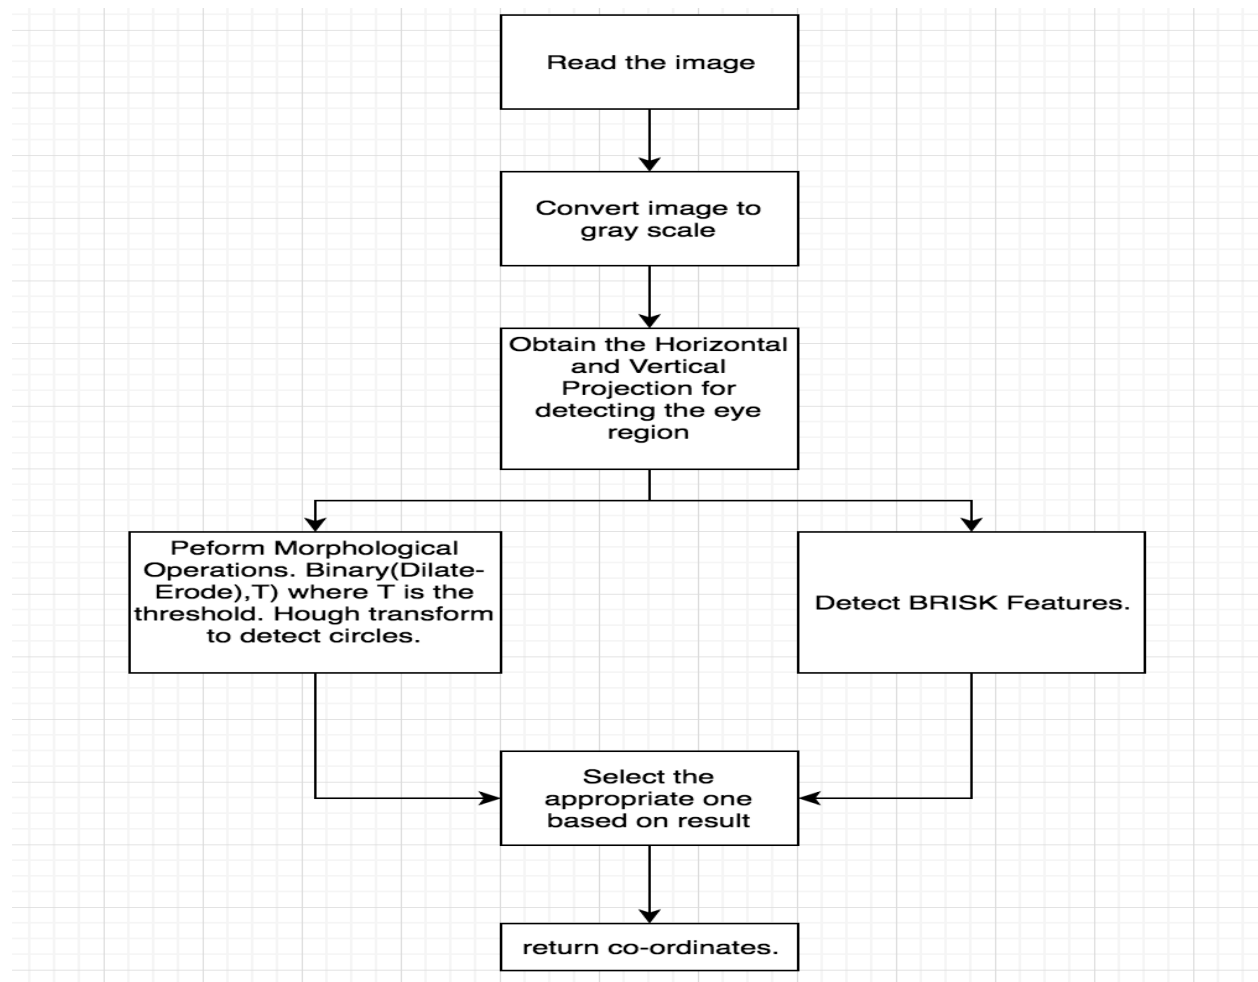 Read the image
Convert image to
gray scale
Obtain the Horizontal
and Vertical
Projection for
detecting the eye
region
Peform Morphological
Operations. Binary(Dilate-
Erode),T) where T is the
threshold. Hough transform
to detect circles.
Detect BRISK Features.
Select the
appropriate one
based on result
return co-ordinates.